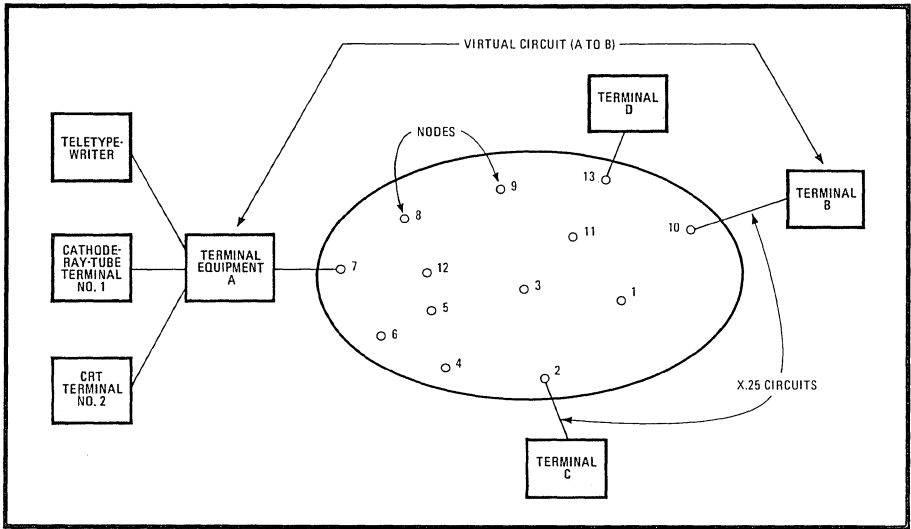 VIRTUAL CIRCUIT (A TO B)
TERMINAL
D
NODES
TELETYPE-
WRITER
13
9
TERMINAL
B
8
10
11
CATHODE-
RAY-TUBE
TERMINAL
NO. 1
TERMINAL
EQUIPMENT
A
7
12
3
1
5
6
4
2
CRT
TERMINAL
NO. 2
X.25 CIRCUITS
TERMINAL
C